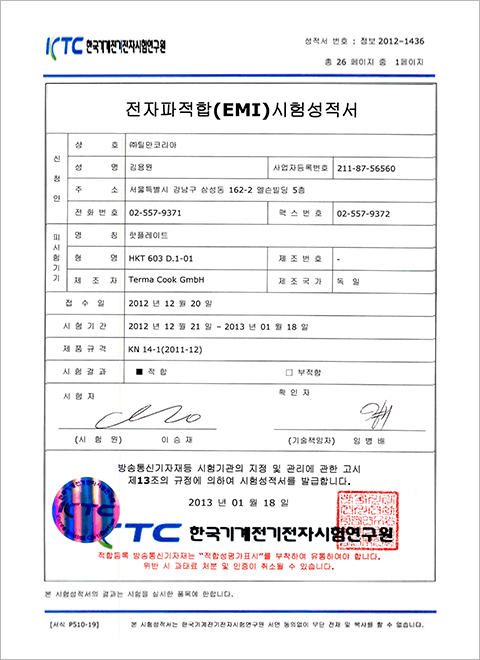 KTC 한국기계전기전자시험연구원
성적서 번호 : 정보 2012-1436
총 26 페이지 중 1페이지
전자파적합(EMI)시험성적서
신청인
상 호 ㈜틸만코리아
성 명 김용원 사업자등록번호 211-87-56560
주 소 서울특별시 강남구 삼성동 162-2 엘슨빌딩 5층
전화번호 02-557-9371 팩스번호 02-557-9372
피시험기기
명 칭 핫플레이트
형 명 HKT 603 D.1-01 제조번호 -
제 조 자 Terma Cook GmbH 제조국가 독 일
접 수 일 2012 년 12 월 20 일
시 험 기 간 2012 년 12 월 21 일 – 2013 년 01 월 18 일
제 품 규 격 KN 14-1(2011-12)
시 험 결 과 ■ 적 합 □ 부적합
시 험 자 확 인 자
(시 험 원) 이 승 재 (기술책임자) 임 병 배
방송통신기자재등 시험기관의 지정 및 관리에 관한 고시
제13조의 규정에 의하여 시험성적서를 발급합니다.
2013 년 01 월 18 일
KTC 한국기계전기전자시험연구원
적합등록 방송통신기자재는 "적합성평가표시"를 부착하여 유통하여야 합니다.
위반 시 과태료 처분 및 인증이 취소될 수 있습니다.
본 시험성적서의 결과는 시험을 실시한 품목에 한합니다.
[서식 P510-19] 본 시험성적서는 한국기계전기전자시험연구원 서면 동의없이 무단 전재 및 복사를 할 수 없습니다.